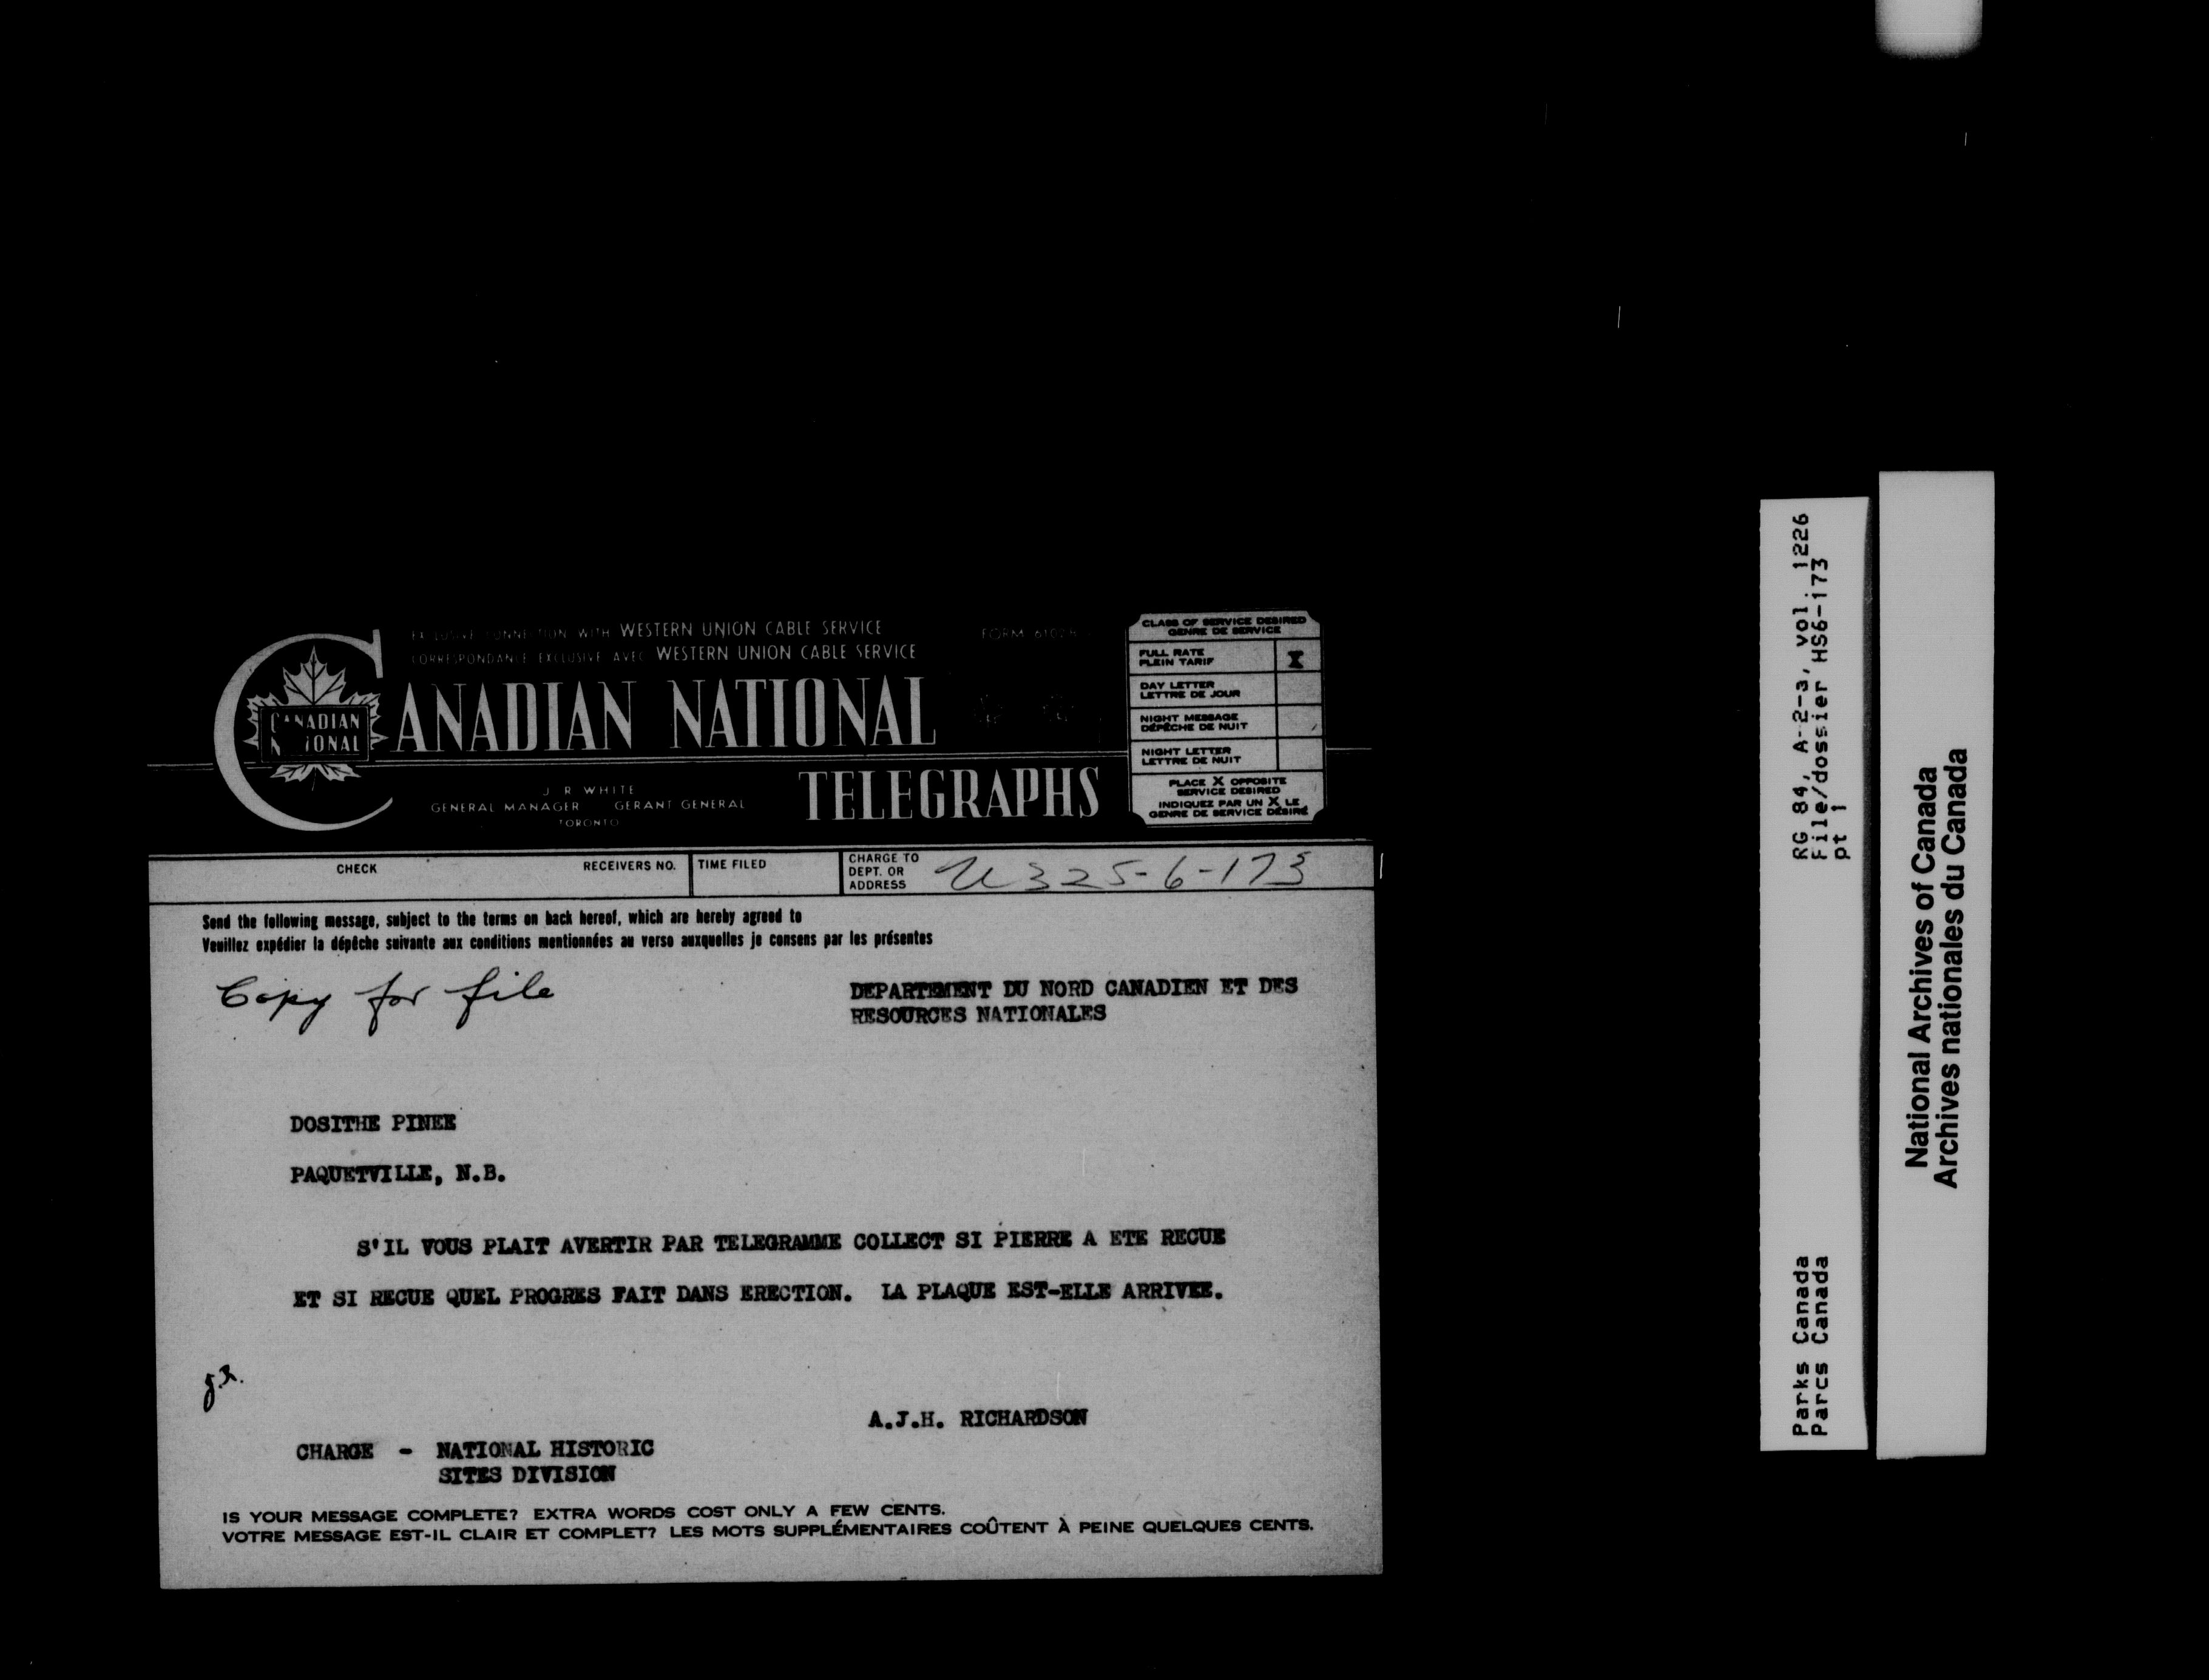 EXCLUSIVE CONNECTION WITH WESTERN UNION CABLE SERVICE
CORRESPONDANCE EXCLUSIVE AVEC WESTERN UNION CABLE SERVICE
FORM 6102
CANADIAN NATIONAL
CANADIAN
NATIONAL
TELEGRAPHS
J R WHITE
GENERAL MANAGER GERANT GENERAL
TORONTO
CLASS OF SERVICE DESIRED
GENRE DE SERVICE
FULL RATE
PLEIN TARIF X
DAY LETTER
LETTRE DE JOUR
NIGHT MESSAGE
DÉPÊCHE DE NUIT
NIGHT LETTER
LETTRE DE NUIT
PLACE X OPPOSITE
SERVICE DESIRED
INDIQUEZ PAR UN X LE
GENRE DE SERVICE DÉSIRÉ
CHECK RECEIVERS NO. TIME FILED
CHARGE TO
DEPT. OR
ADDRESS
U325-6-173
Send the following message, subject to the terms on back hereof, which are hereby agreed to
Veuillez expédier la dépêche suivante aux conditions mentionnées au verso auxquelles je consens par les présentes
Copy for file
DEPARTEMENT DU NORD CANADIEN ET DES
RESOURCES NATIONALES
DOSITHE PINEE
PAQUETVILLE, N.B.
S'IL VOUS PLAIT AVERTIR PAR TELEGRAMME COLLECT SI PIERRE A ETE RECUE
ET SI RECUE QUEL PROGRES FAIT DANS ERECTION. LA PLAQUE EST-ELLE ARRIVEE.
A.J.H. RICHARDSON
CHARGE - NATIONAL HISTORIC
SITES DIVISION
IS YOUR MESSAGE COMPLETE? EXTRA WORDS COST ONLY A FEW CENTS.
VOTRE MESSAGE EST-IL CLAIR ET COMPLET? LES MOTS SUPPLÉMENTAIRES COÛTENT À PEINE QUELQUES CENTS.
Parks Canada RG 84, A-2-a, vol. 1226
Parcs Canada File/dossier HS6-173
pt 1
National Archives of Canada
Archives nationales du Canada